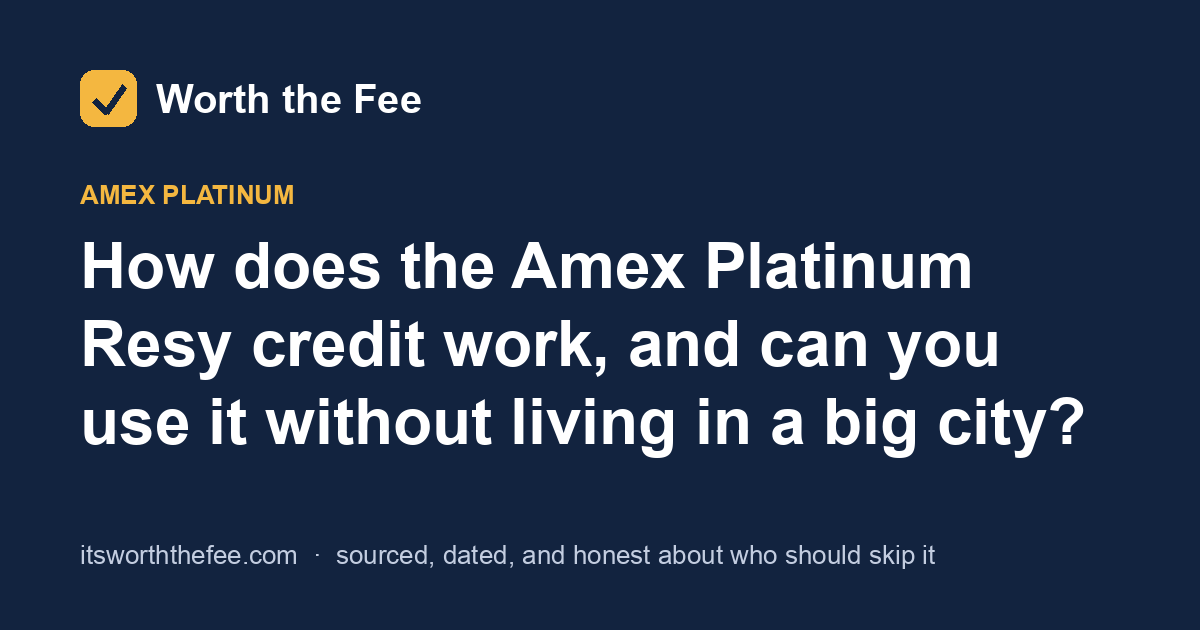 Worth the Fee
AMEX PLATINUM
How does the Amex Platinum
Resy credit work, and can you
use it without living in a big city?
itsworththefee.com · sourced, dated, and honest about who should skip it